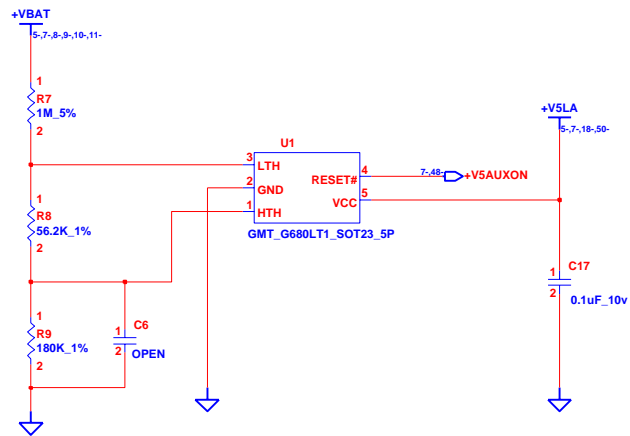 +VBAT
5-,7-,8-,9-,10-,11-
1
R7
1M_5%
2
+V5LA
5-,7-,18-,50-
U1
3
LTH
4
RESET#
7-,48-
+V5AUXON
2
GND
5
VCC
1
HTH
GMT_G680LT1_SOT23_5P
1
R8
56.2K_1%
2
1
C17
2
0.1uF_10v
1
R9
180K_1%
2
C6
1
2
OPEN